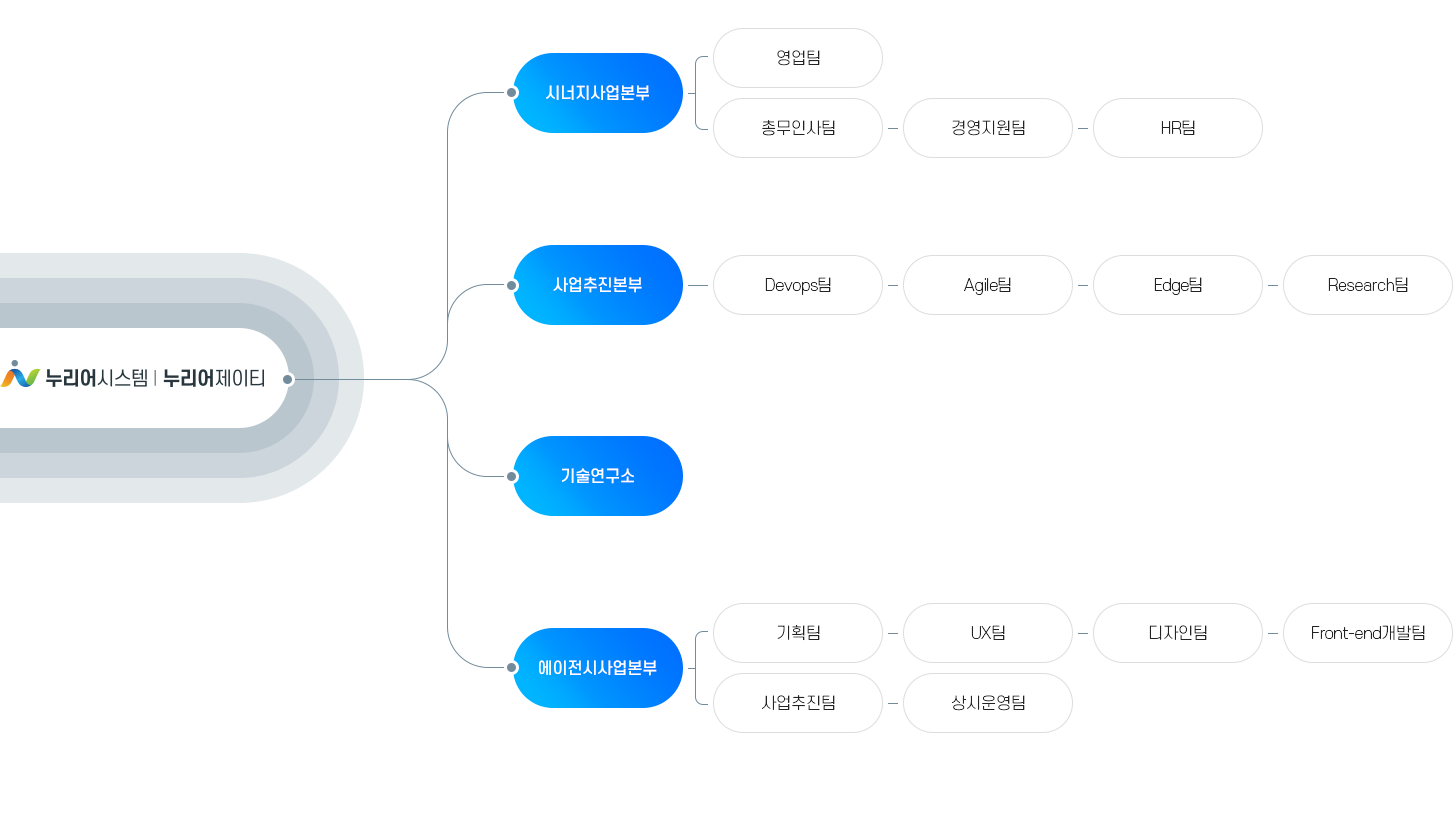 누리어시스템 | 누리어제이티
시너지사업본부
영업팀
총무인사팀 경영지원팀 HR팀
사업추진본부
Devops팀 Agile팀 Edge팀 Research팀
기술연구소
에이전시사업본부
기획팀 UX팀 디자인팀 Front-end개발팀
사업추진팀 상시운영팀